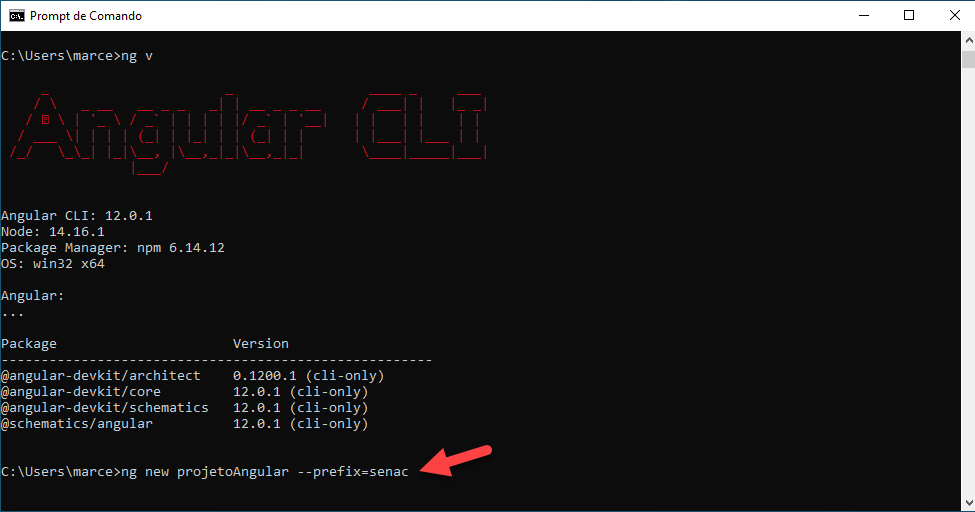 Prompt de Comando
C:\Users\marce>ng v
Angular CLI
Angular CLI: 12.0.1
Node: 14.16.1
Package Manager: npm 6.14.12
OS: win32 x64
Angular:
...
Package Version
------------------------------------------------------
@angular-devkit/architect 0.1200.1 (cli-only)
@angular-devkit/core 12.0.1 (cli-only)
@angular-devkit/schematics 12.0.1 (cli-only)
@schematics/angular 12.0.1 (cli-only)
C:\Users\marce>ng new projetoAngular --prefix=senac